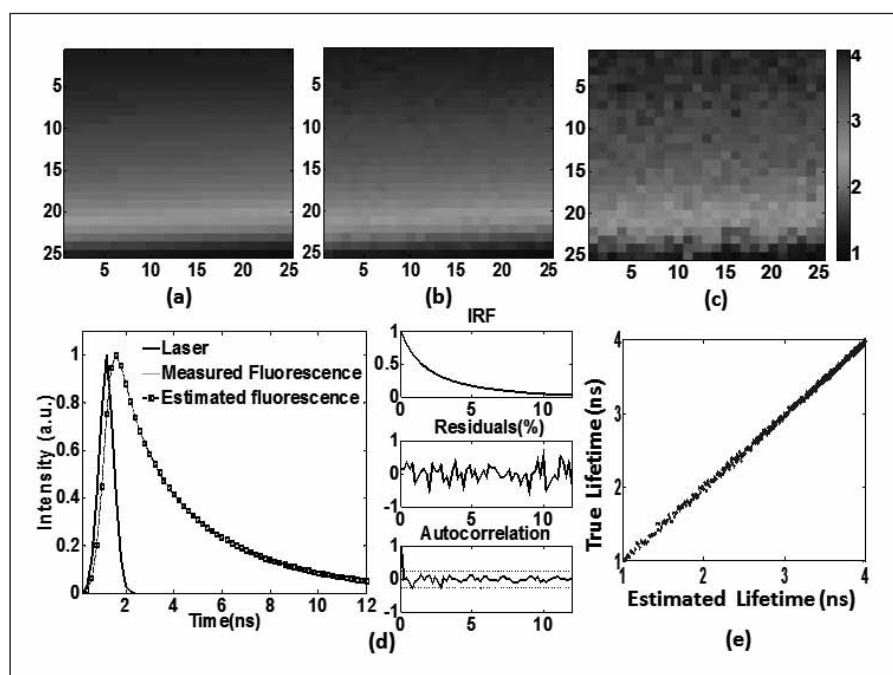 5
10
15
20
25
5 10 15 20 25
(a)
5
10
15
20
25
5 10 15 20 25
(b)
5
10
15
20
25
5 10 15 20 25
(c)
4
3
2
1
Laser
Measured Fluorescence
Estimated fluorescence
Intensity (a.u.)
1
0.8
0.6
0.4
0.2
0
2 4 6 8 10 12
Time(ns)
IRF
1
0.5
0
0 5 10
Residuals(%)
1
0
-1
0 5 10
Autocorrelation
1
0
-1
0 5 10
(d)
True Lifetime (ns)
4
3
2
1
1 2 3 4
Estimated Lifetime (ns)
(e)